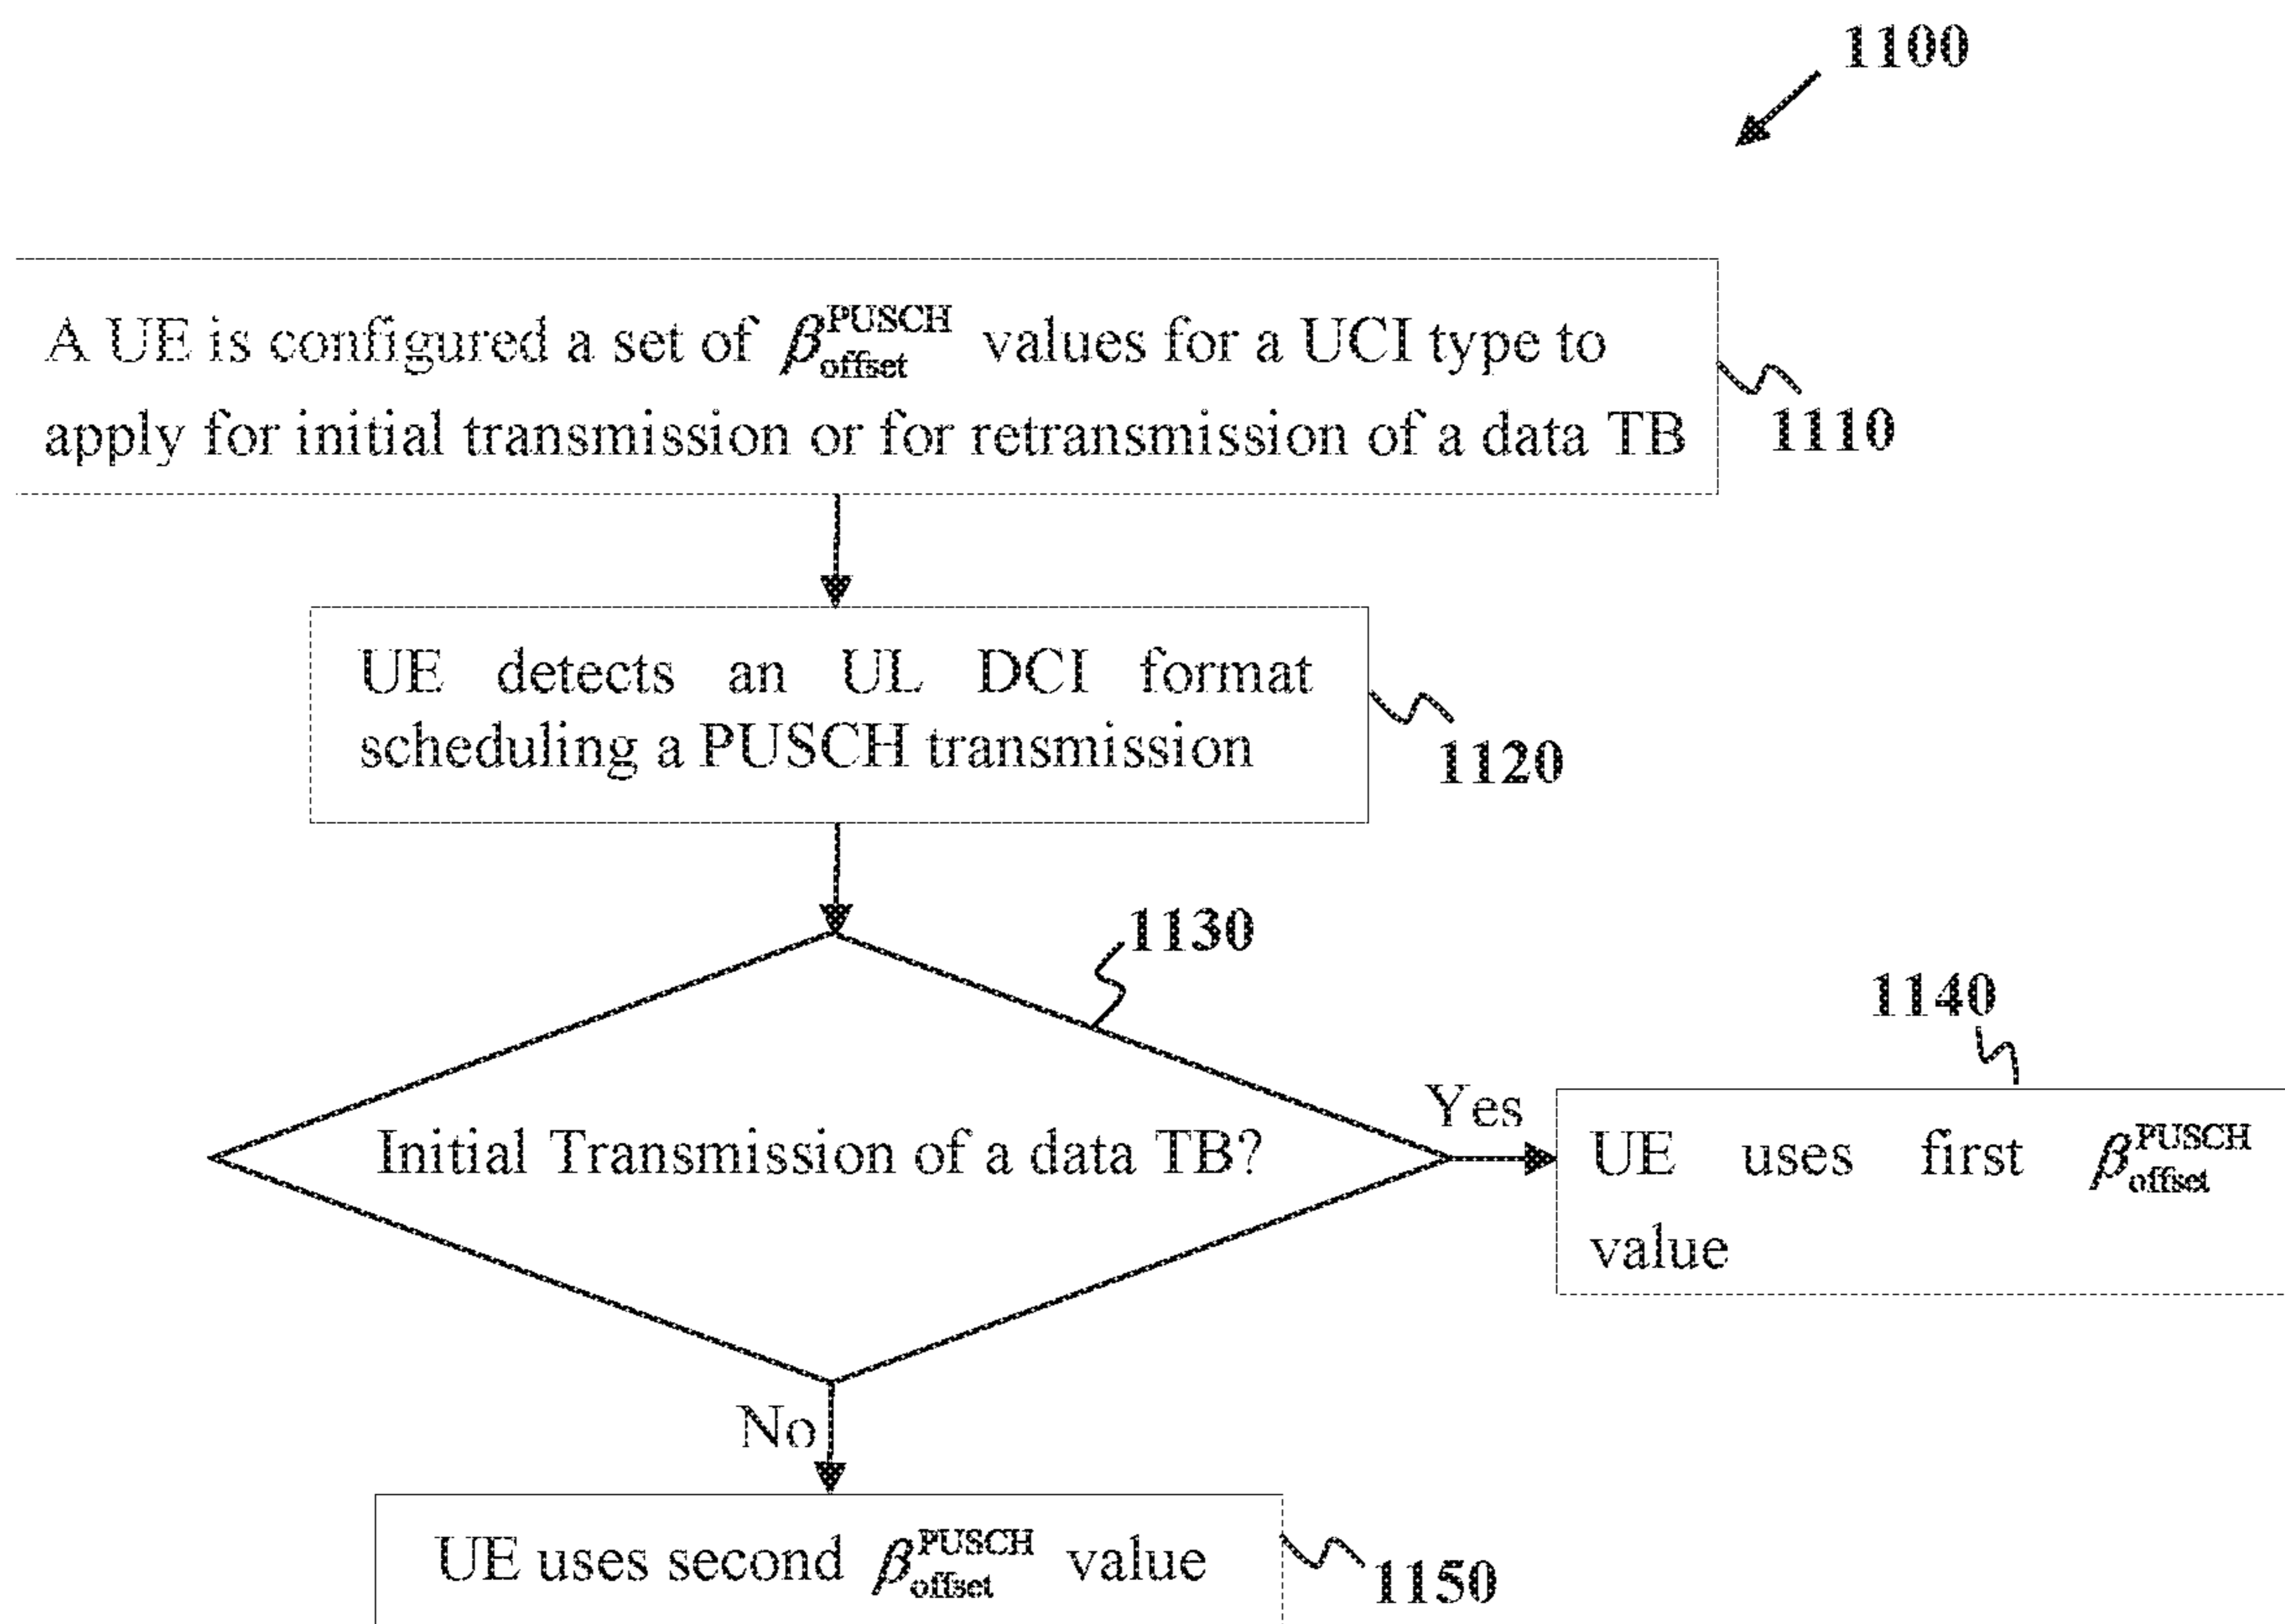 1100
A UE is configured a set of β_offset^PUSCH values for a UCI type to
apply for initial transmission or for retransmission of a data TB
1110
UE detects an UL DCI format
scheduling a PUSCH transmission
1120
1130
Initial Transmission of a data TB?
Yes
1140
UE uses first β_offset^PUSCH
value
No
UE uses second β_offset^PUSCH value
1150